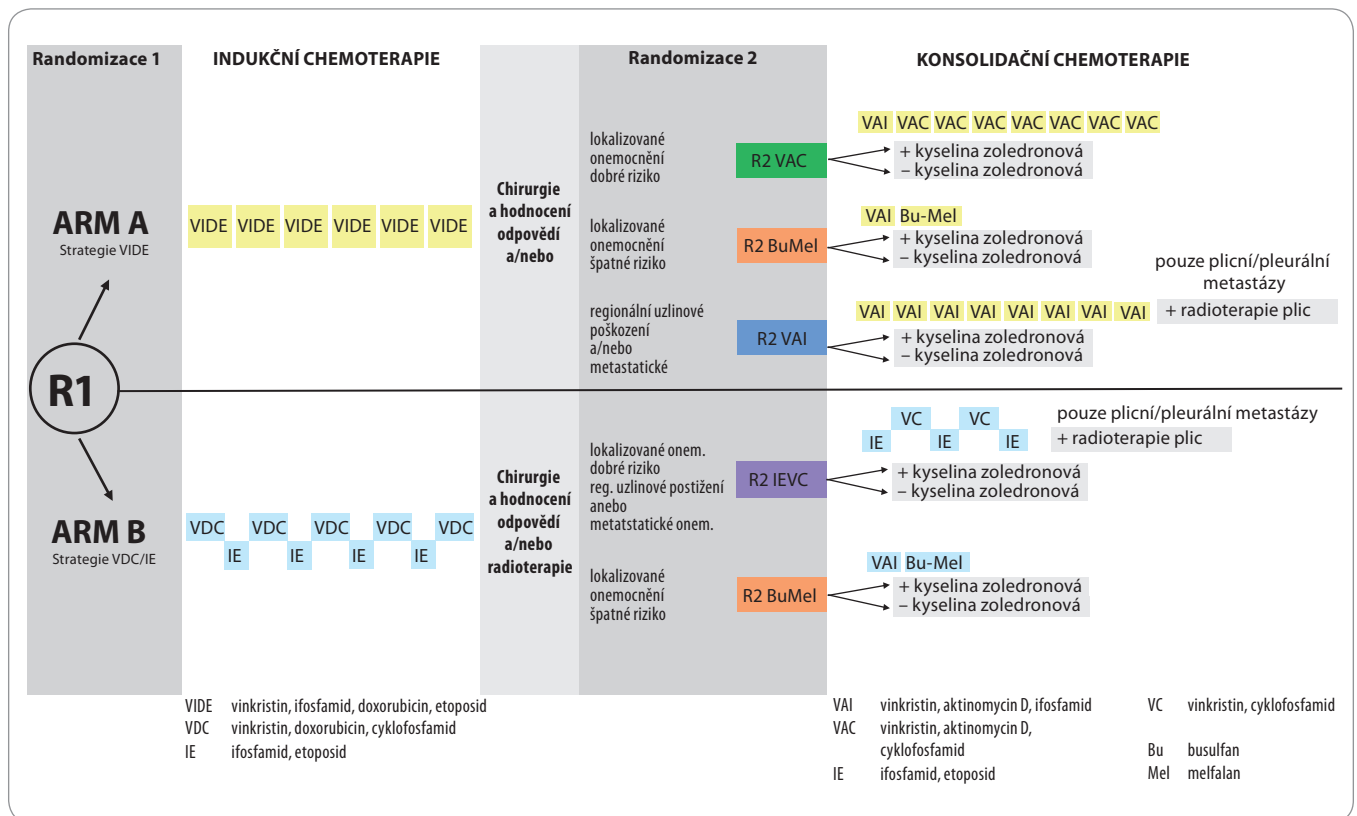 Randomizace 1
INDUKČNÍ CHEMOTERAPIE
Randomizace 2
KONSOLIDAČNÍ CHEMOTERAPIE
R1
ARM A
Strategie VIDE
VIDE VIDE VIDE VIDE VIDE VIDE
Chirurgie
a hodnocení
odpovědí
a/nebo
lokalizované
onemocnění
dobré riziko
R2 VAC
VAI VAC VAC VAC VAC VAC VAC VAC
+ kyselina zoledronová
– kyselina zoledronová
lokalizované
onemocnění
špatné riziko
R2 BuMel
VAI Bu-Mel
+ kyselina zoledronová
– kyselina zoledronová
regionální uzlinové
poškození
a/nebo
metastatické
R2 VAI
VAI VAI VAI VAI VAI VAI VAI VAI
+ kyselina zoledronová
– kyselina zoledronová
pouze plicní/pleurální
metastázy
+ radioterapie plic
ARM B
Strategie VDC/IE
VDC VDC VDC VDC VDC
IE IE IE IE
Chirurgie
a hodnocení
odpovědí
a/nebo
radioterapie
lokalizované onem.
dobré riziko
reg. uzlinové postižení
anebo
metatstatické onem.
R2 IEVC
VC VC
IE IE IE
+ kyselina zoledronová
– kyselina zoledronová
pouze plicní/pleurální metastázy
+ radioterapie plic
lokalizované
onemocnění
špatné riziko
R2 BuMel
VAI Bu-Mel
+ kyselina zoledronová
– kyselina zoledronová
VIDE vinkristin, ifosfamid, doxorubicin, etoposid
VDC vinkristin, doxorubicin, cyklofosfamid
IE ifosfamid, etoposid
VAI vinkristin, aktinomycin D, ifosfamid
VAC vinkristin, aktinomycin D,
cyklofosfamid
IE ifosfamid, etoposid
VC vinkristin, cyklofosfamid
Bu busulfan
Mel melfalan